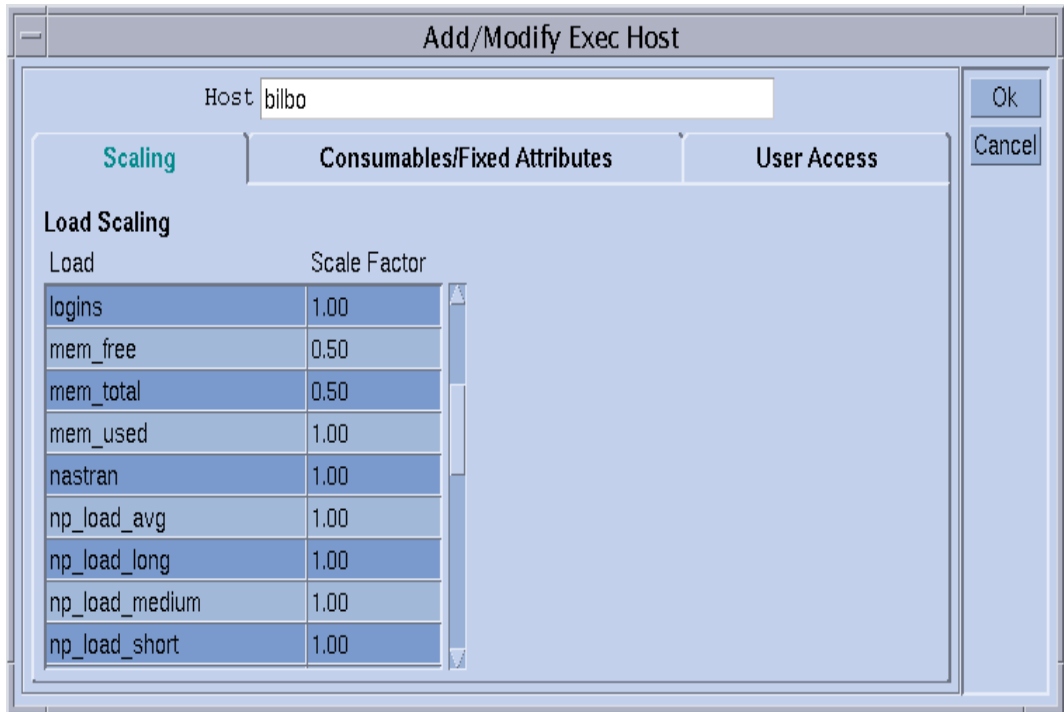 Add/Modify Exec Host
Host bilbo
Ok
Cancel
Scaling Consumables/Fixed Attributes User Access
Load Scaling
Load Scale Factor
logins 1.00
mem_free 0.50
mem_total 0.50
mem_used 1.00
nastran 1.00
np_load_avg 1.00
np_load_long 1.00
np_load_medium 1.00
np_load_short 1.00